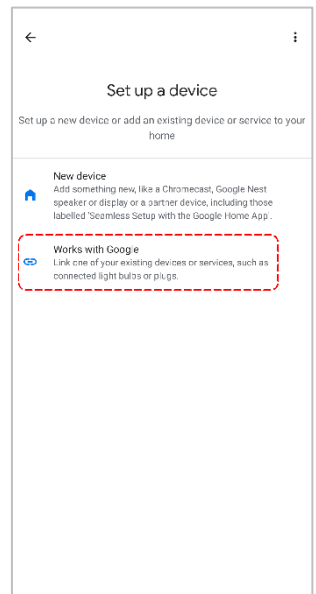 Set up a device
Set up a new device or add an existing device or service to your
home
New device
Add something new, like a Chromecast, Google Nest
speaker or display or a partner device, including those
labelled 'Seamless Setup with the Google Home App'.
Works with Google
Link one of your existing devices or services, such as
connected light bulbs or plugs.